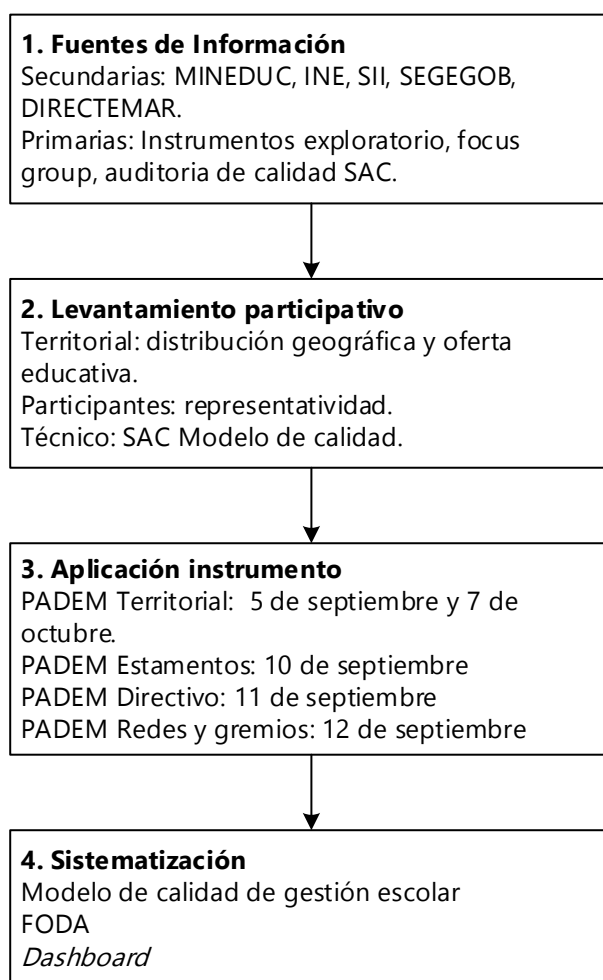 1. Fuentes de Información
Secundarias: MINEDUC, INE, SII, SEGEGOB,
DIRECTEMAR.
Primarias: Instrumentos exploratorio, focus
group, auditoria de calidad SAC.
2. Levantamiento participativo
Territorial: distribución geográfica y oferta
educativa.
Participantes: representatividad.
Técnico: SAC Modelo de calidad.
3. Aplicación instrumento
PADEM Territorial:  5 de septiembre y 7 de
octubre.
PADEM Estamentos: 10 de septiembre
PADEM Directivo: 11 de septiembre
PADEM Redes y gremios: 12 de septiembre
4. Sistematización
Modelo de calidad de gestión escolar
FODA
Dashboard